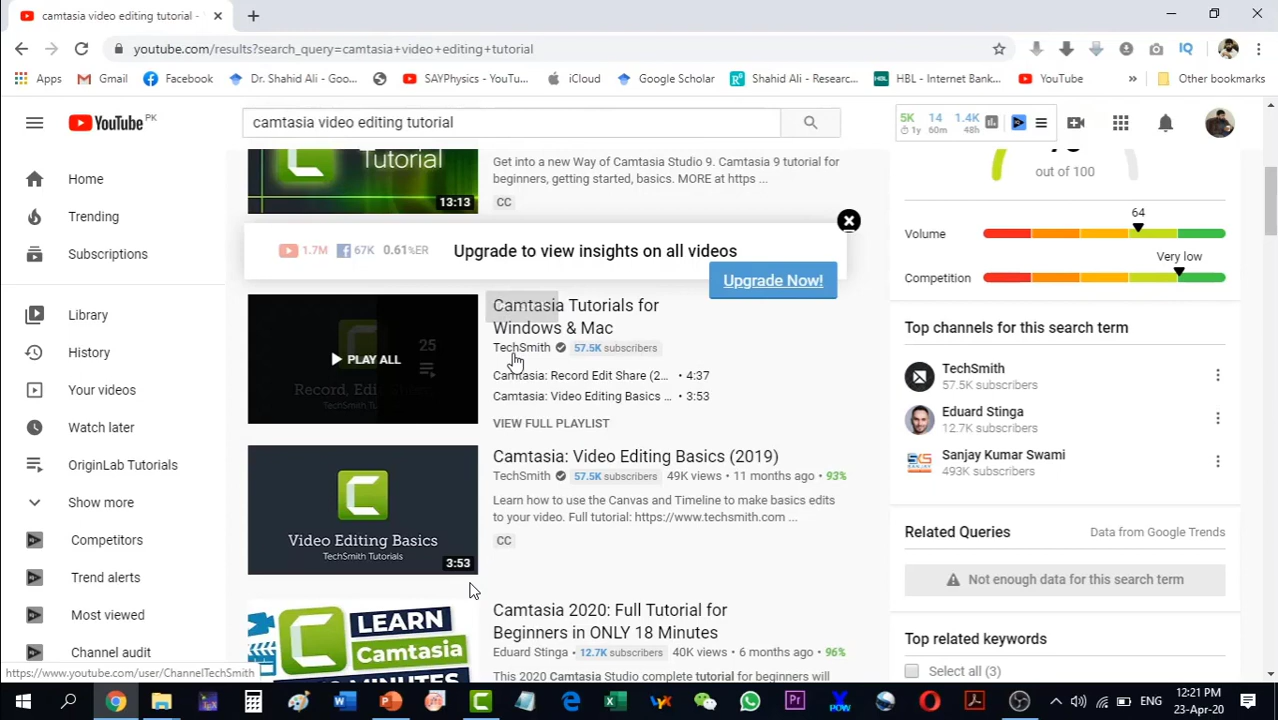 camtasia video editing tutorial -
youtube.com/results?search_query=camtasia+video+editing+tutorial
Apps
Gmail
Facebook
Dr. Shahid Ali - Goo...
SAYPhysics - YouTu...
iCloud
Google Scholar
Shahid Ali - Researc...
HBL - Internet Bank...
YouTube
Other bookmarks
YouTube PK
camtasia video editing tutorial
5K 14 1.4K
1y 60m 48h
Home
Trending
Subscriptions
Library
History
Your videos
Watch later
OriginLab Tutorials
Show more
Competitors
Trend alerts
Most viewed
Channel audit
Tutorial
13:13
Get into a new Way of Camtasia Studio 9. Camtasia 9 tutorial for
beginners, getting started, basics. MORE at https ...
CC
1.7M 67K 0.61%ER
Upgrade to view insights on all videos
Upgrade Now!
PLAY ALL
25
TechSmith Tu
Camtasia Tutorials for
Windows & Mac
TechSmith 57.5K subscribers
Camtasia: Record Edit Share (2... • 4:37
Camtasia: Video Editing Basics ... • 3:53
VIEW FULL PLAYLIST
Video Editing Basics
TechSmith Tutorials
3:53
Camtasia: Video Editing Basics (2019)
TechSmith 57.5K subscribers 49K views • 11 months ago • 93%
Learn how to use the Canvas and Timeline to make basics edits
to your video. Full tutorial: https://www.techsmith.com ...
CC
LEARN
Camtasia
MINUTES
Camtasia 2020: Full Tutorial for
Beginners in ONLY 18 Minutes
Eduard Stinga 12.7K subscribers 40K views • 6 months ago • 96%
This 2020 Camtasia Studio complete tutorial for beginners will
out of 100
64
Volume
Very low
Competition
Top channels for this search term
TechSmith
57.5K subscribers
Eduard Stinga
12.7K subscribers
Sanjay Kumar Swami
493K subscribers
Related Queries
Data from Google Trends
Not enough data for this search term
Top related keywords
Select all (3)
https://www.youtube.com/user/ChannelTechSmith
ENG
12:21 PM
23-Apr-20